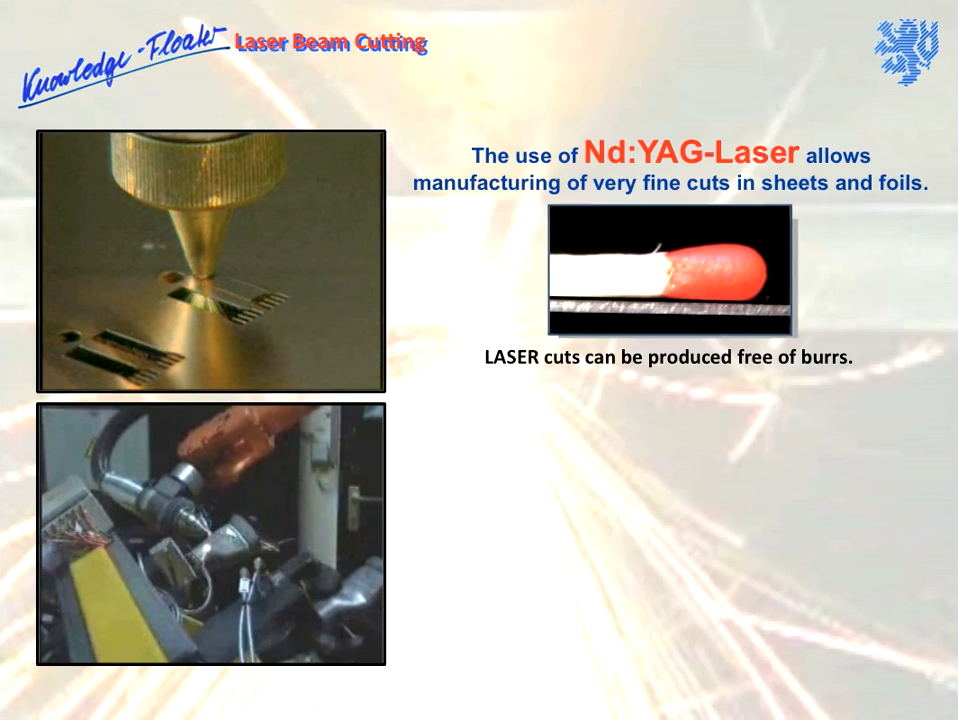 Knowledge-Floater
Laser Beam Cutting
The use of Nd:YAG-Laser allows
manufacturing of very fine cuts in sheets and foils.
LASER cuts can be produced free of burrs.